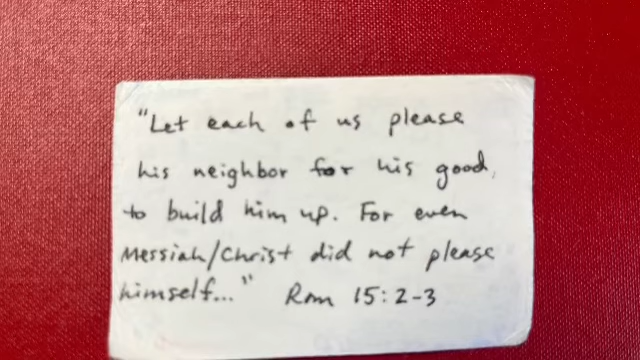 "Let each of us please
his neighbor for his good,
to build him up. For even
Messiah/Christ did not please
himself..." Rom 15:2-3